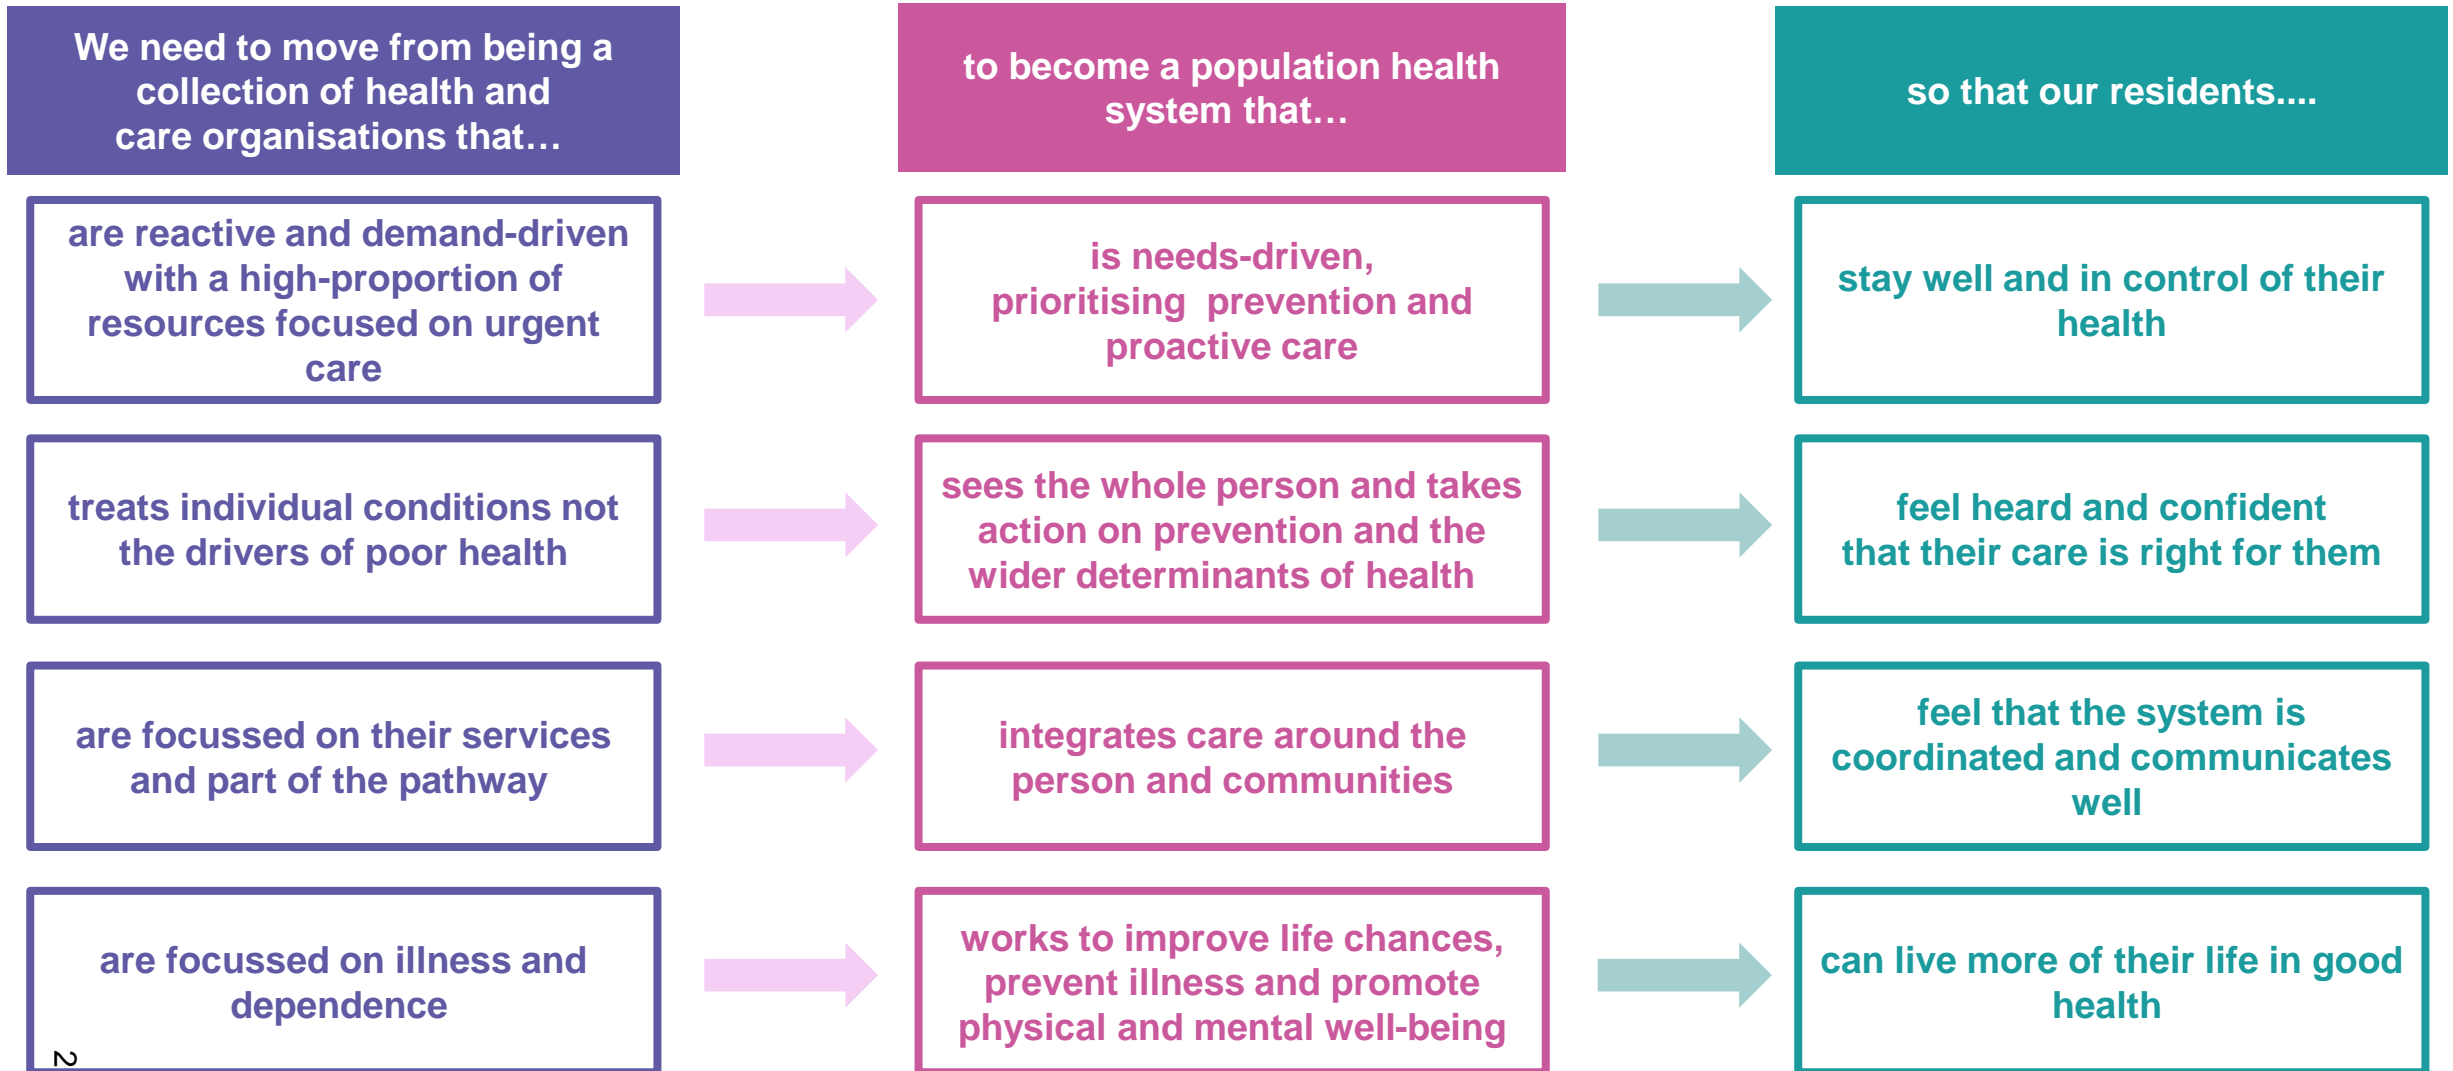 We need to move from being a
collection of health and
care organisations that…
to become a population health
system that…
so that our residents....
are reactive and demand-driven
with a high-proportion of
resources focused on urgent
care
is needs-driven,
prioritising  prevention and
proactive care
stay well and in control of their
health
treats individual conditions not
the drivers of poor health
sees the whole person and takes
action on prevention and the
wider determinants of health
feel heard and confident
that their care is right for them
are focussed on their services
and part of the pathway
integrates care around the
person and communities
feel that the system is
coordinated and communicates
well
are focussed on illness and
dependence
works to improve life chances,
prevent illness and promote
physical and mental well-being
can live more of their life in good
health
2